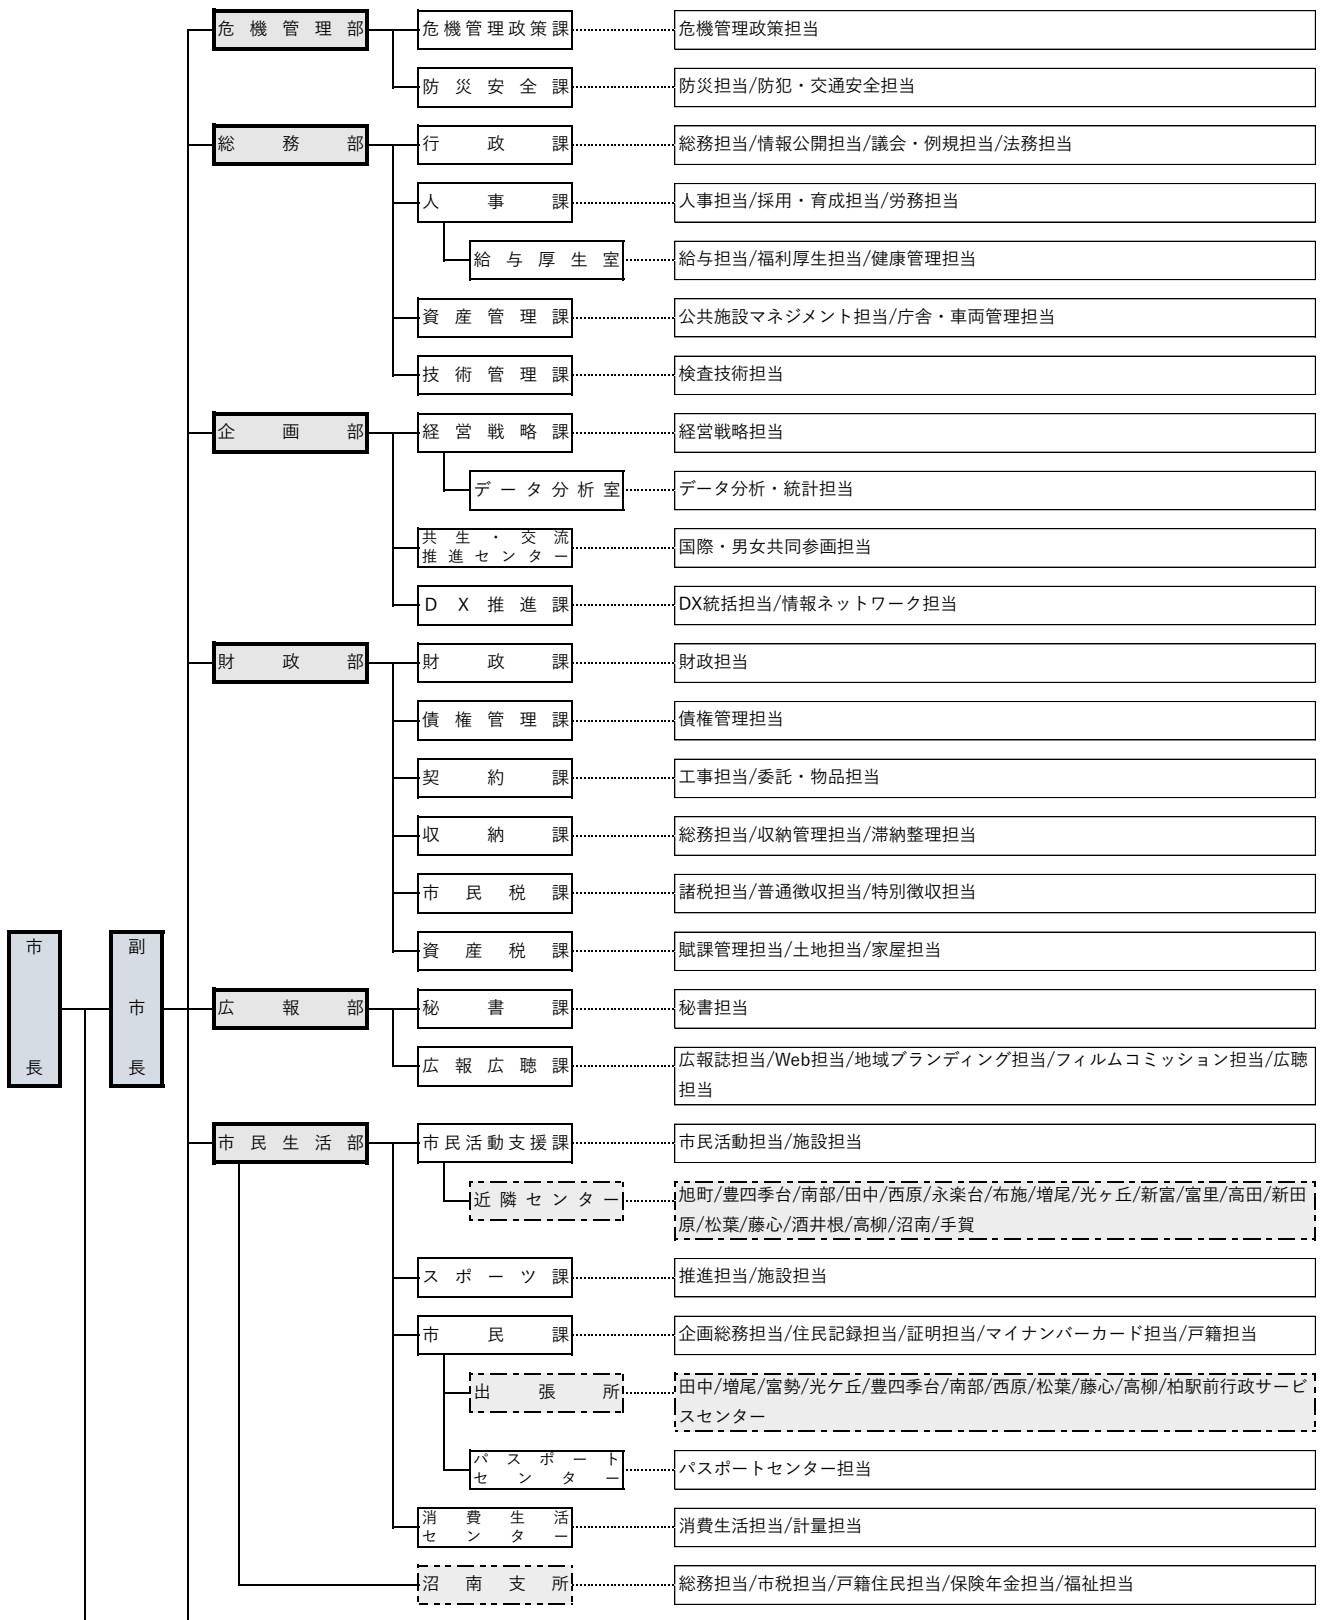 危機管理部 危機管理政策課 危機管理政策担当
防災安全課 防災担当/防犯・交通安全担当
総務部 行政課 総務担当/情報公開担当/議会・例規担当/法務担当
人事課 人事担当/採用・育成担当/労務担当
給与厚生室 給与担当/福利厚生担当/健康管理担当
資産管理課 公共施設マネジメント担当/庁舎・車両管理担当
技術管理課 検査技術担当
企画部 経営戦略課 経営戦略担当
データ分析室 データ分析・統計担当
共生・交流
推進センター 国際・男女共同参画担当
DX推進課 DX統括担当/情報ネットワーク担当
財政部 財政課 財政担当
債権管理課 債権管理担当
契約課 工事担当/委託・物品担当
収納課 総務担当/収納管理担当/滞納整理担当
市民税課 諸税担当/普通徴収担当/特別徴収担当
資産税課 賦課管理担当/土地担当/家屋担当
市長
副市長
広報部 秘書課 秘書担当
広報広聴課 広報誌担当/Web担当/地域ブランディング担当/フィルムコミッション担当/広聴
担当
市民生活部 市民活動支援課 市民活動担当/施設担当
近隣センター 旭町/豊四季台/南部/田中/西原/永楽台/布施/増尾/光ヶ丘/新富/富里/高田/新田
原/松葉/藤心/酒井根/高柳/沼南/手賀
スポーツ課 推進担当/施設担当
市民課 企画総務担当/住民記録担当/証明担当/マイナンバーカード担当/戸籍担当
出張所 田中/増尾/富勢/光ケ丘/豊四季台/南部/西原/松葉/藤心/高柳/柏駅前行政サービ
スセンター
パスポート
センター パスポートセンター担当
消費生活
センター 消費生活担当/計量担当
沼南支所 総務担当/市税担当/戸籍住民担当/保険年金担当/福祉担当